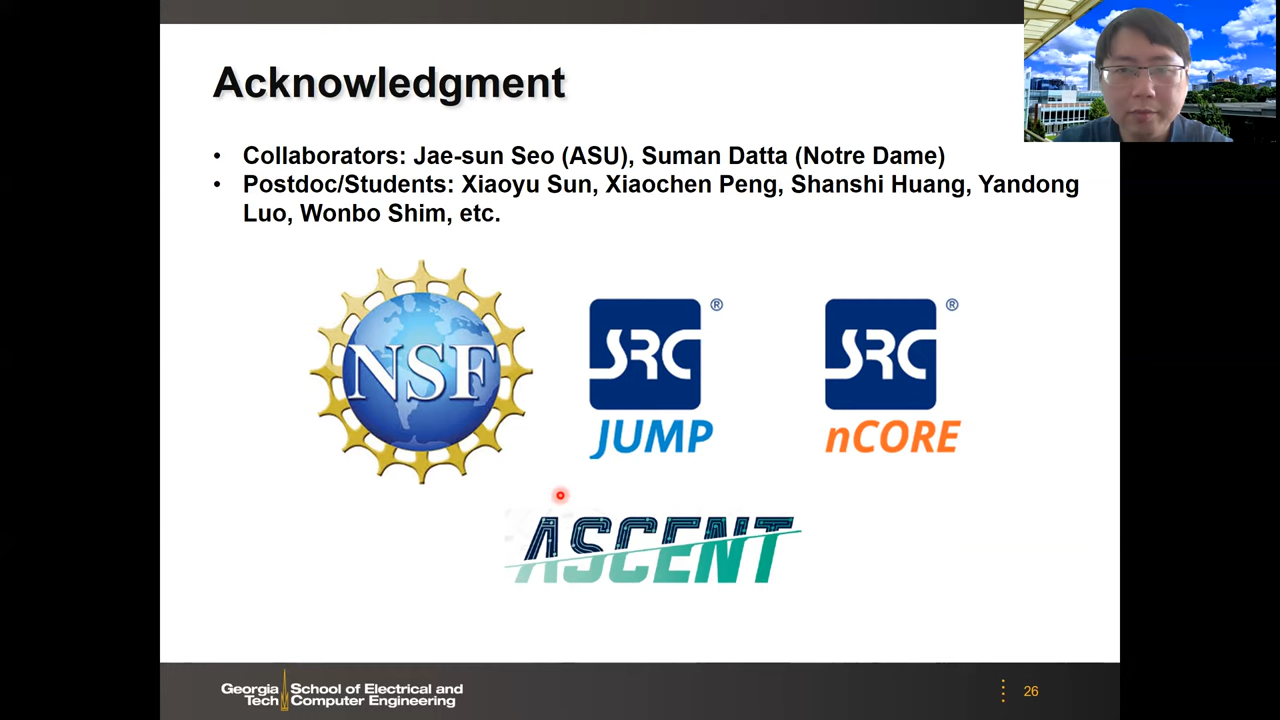 Acknowledgment
• Collaborators: Jae-sun Seo (ASU), Suman Datta (Notre Dame)
• Postdoc/Students: Xiaoyu Sun, Xiaochen Peng, Shanshi Huang, Yandong
Luo, Wonbo Shim, etc.
NSF
SRC®
JUMP
SRC®
nCORE
ASCENT
Georgia Tech
School of Electrical and
Computer Engineering
26